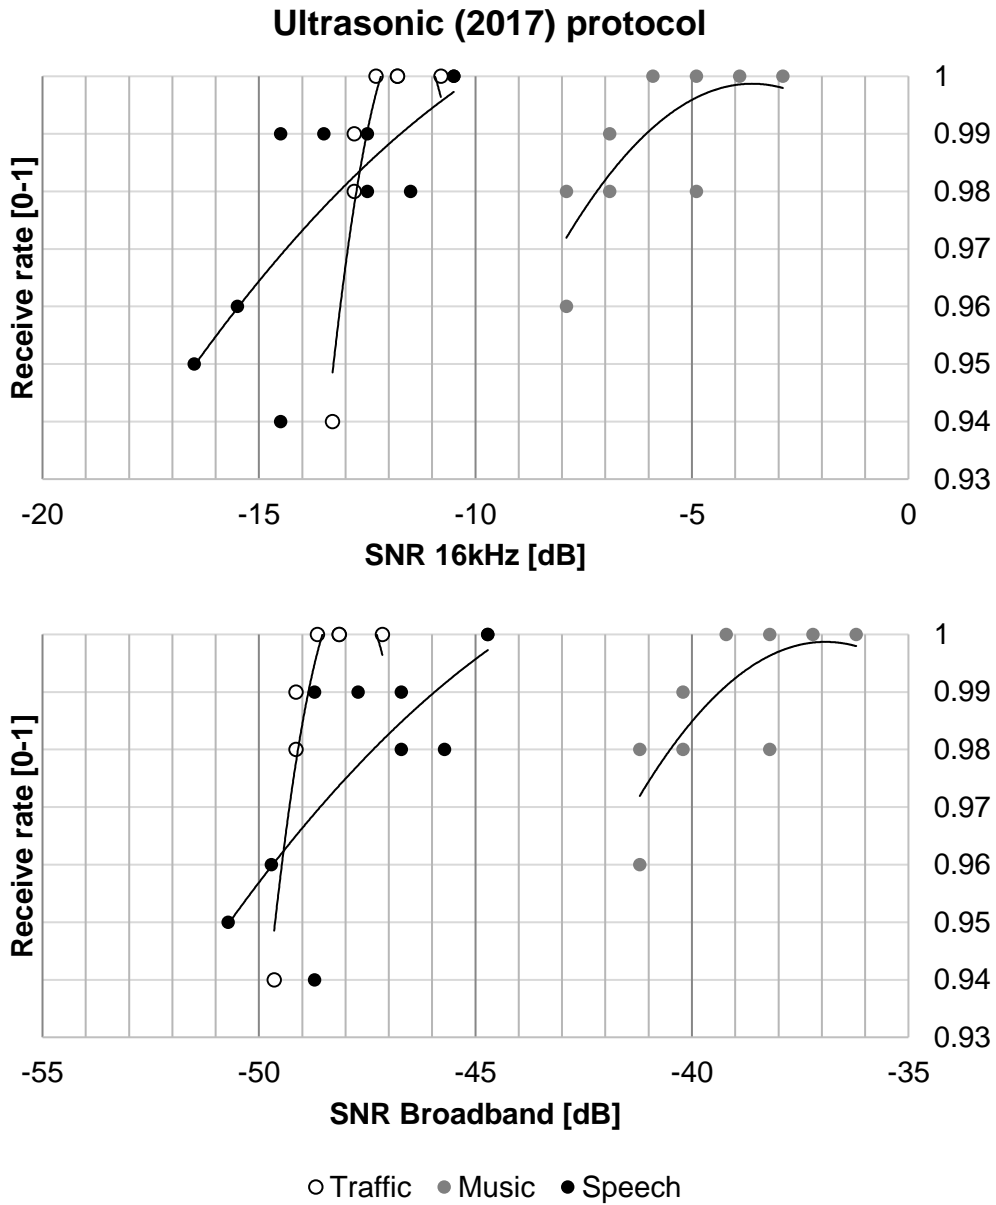 Ultrasonic (2017) protocol
1
0.99
0.98
0.97
0.96
0.95
0.94
0.93
Receive rate [0-1]
-20 -15 -10 -5 0
SNR 16kHz [dB]
1
0.99
0.98
0.97
0.96
0.95
0.94
0.93
Receive rate [0-1]
-55 -50 -45 -40 -35
SNR Broadband [dB]
Traffic Music Speech